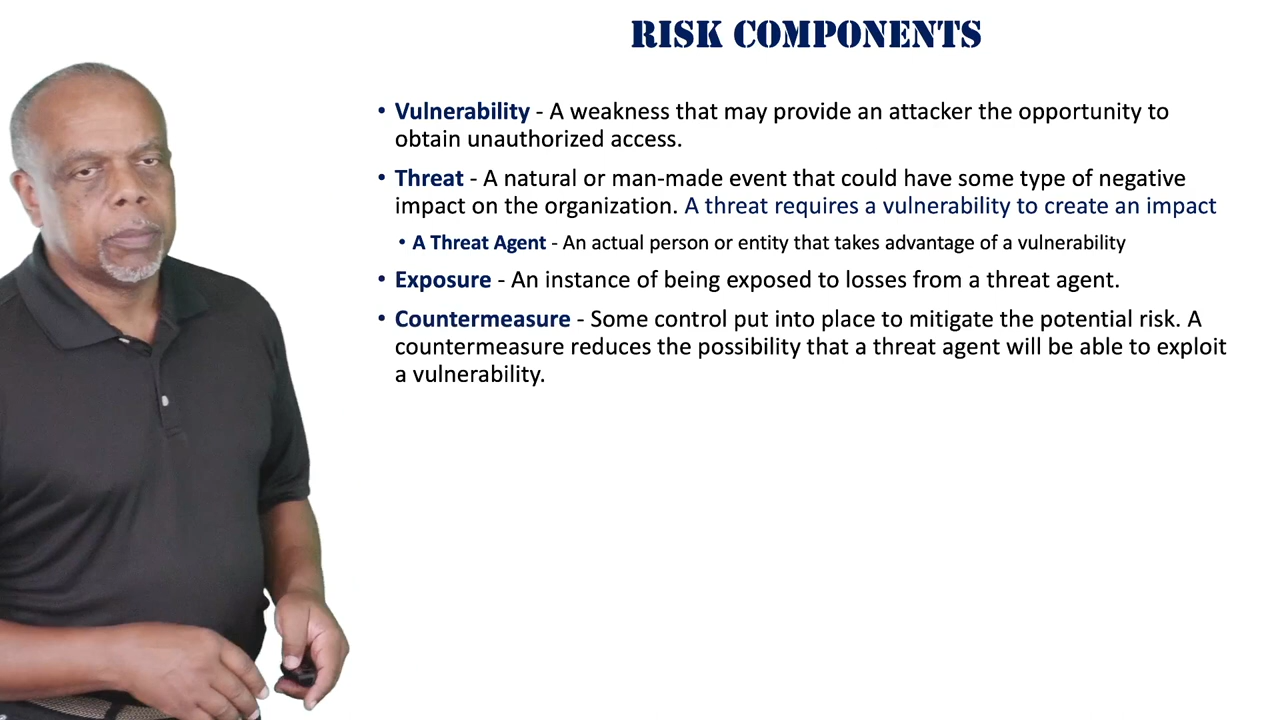 RISK COMPONENTS
• Vulnerability - A weakness that may provide an attacker the opportunity to
obtain unauthorized access.
• Threat - A natural or man-made event that could have some type of negative
impact on the organization. A threat requires a vulnerability to create an impact
• A Threat Agent - An actual person or entity that takes advantage of a vulnerability
• Exposure - An instance of being exposed to losses from a threat agent.
• Countermeasure - Some control put into place to mitigate the potential risk. A
countermeasure reduces the possibility that a threat agent will be able to exploit
a vulnerability.